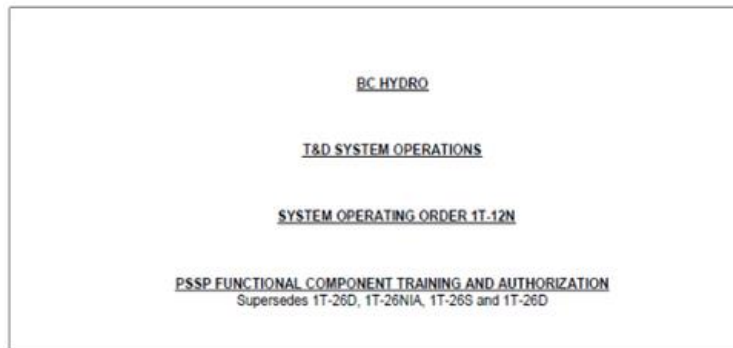 BC HYDRO
T&D SYSTEM OPERATIONS
SYSTEM OPERATING ORDER 1T-12N
PSSP FUNCTIONAL COMPONENT TRAINING AND AUTHORIZATION
Supersedes 1T-26D, 1T-26NIA, 1T-26S and 1T-26D